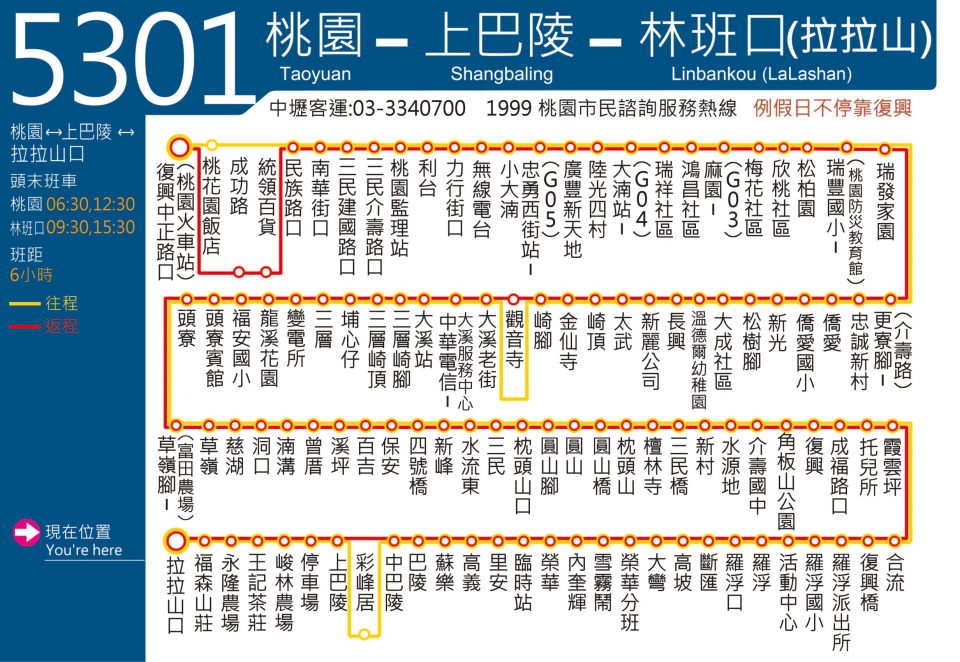 5301
桃園–上巴陵–林班口(拉拉山)
Taoyuan Shangbaling Linbankou (LaLashan)
中壢客運:03-3340700 1999 桃園市民諮詢服務熱線 例假日不停靠復興
桃園↔上巴陵↔
拉拉山口
頭末班車
桃園 06:30,12:30
林班口 09:30,15:30
班距
6小時
往程
返程
現在位置
You're here
復興中正路口(桃園火車站)
桃花園飯店
成功路
統領百貨
民族路口
南華街口
三民建國路口
三民介壽路口
桃園監理站
利台
力行街口
無線電台
小大湳
忠勇西街站-(G05)
廣豐新天地
陸光四村
大湳站-(G04)
瑞祥社區
鴻昌社區
麻園-(G03)
梅花社區
欣桃社區
松柏園
瑞豐國小-(桃園防災教育館)
瑞發家園
頭寮
頭寮賓館
福安國小
龍溪花園
變電所
三層
埔心仔
三層崎頂
三層崎腳
大溪站
中華電信-大溪服務中心
大溪老街
觀音寺
崎腳
金仙寺
崎頂
太武
新麗公司
長興
溫德爾幼稚園
大成社區
松樹腳
新光
僑愛國小
僑愛
忠誠新村
更寮腳-(介壽路)
草嶺腳-(富田農場)
草嶺
慈湖
洞口
湳溝
曾厝
溪坪
百吉
保安
四號橋
新峰
水流東
三民
枕頭山口
圓山腳
圓山
圓山橋
枕頭山
檀林寺
三民橋
新村
水源地
介壽國中
角板山公園
復興
成福路口
托兒所
霞雲坪
拉拉山口
福森山莊
永隆農場
王記茶莊
峻林農場
停車場
上巴陵
彩峰居
中巴陵
巴陵
蘇樂
高義
里安
臨時站
榮華
內奎輝
雪霧鬧
榮華分班
大彎
高坡
斷匯
羅浮口
羅浮
活動中心
羅浮國小
羅浮派出所
復興橋
合流